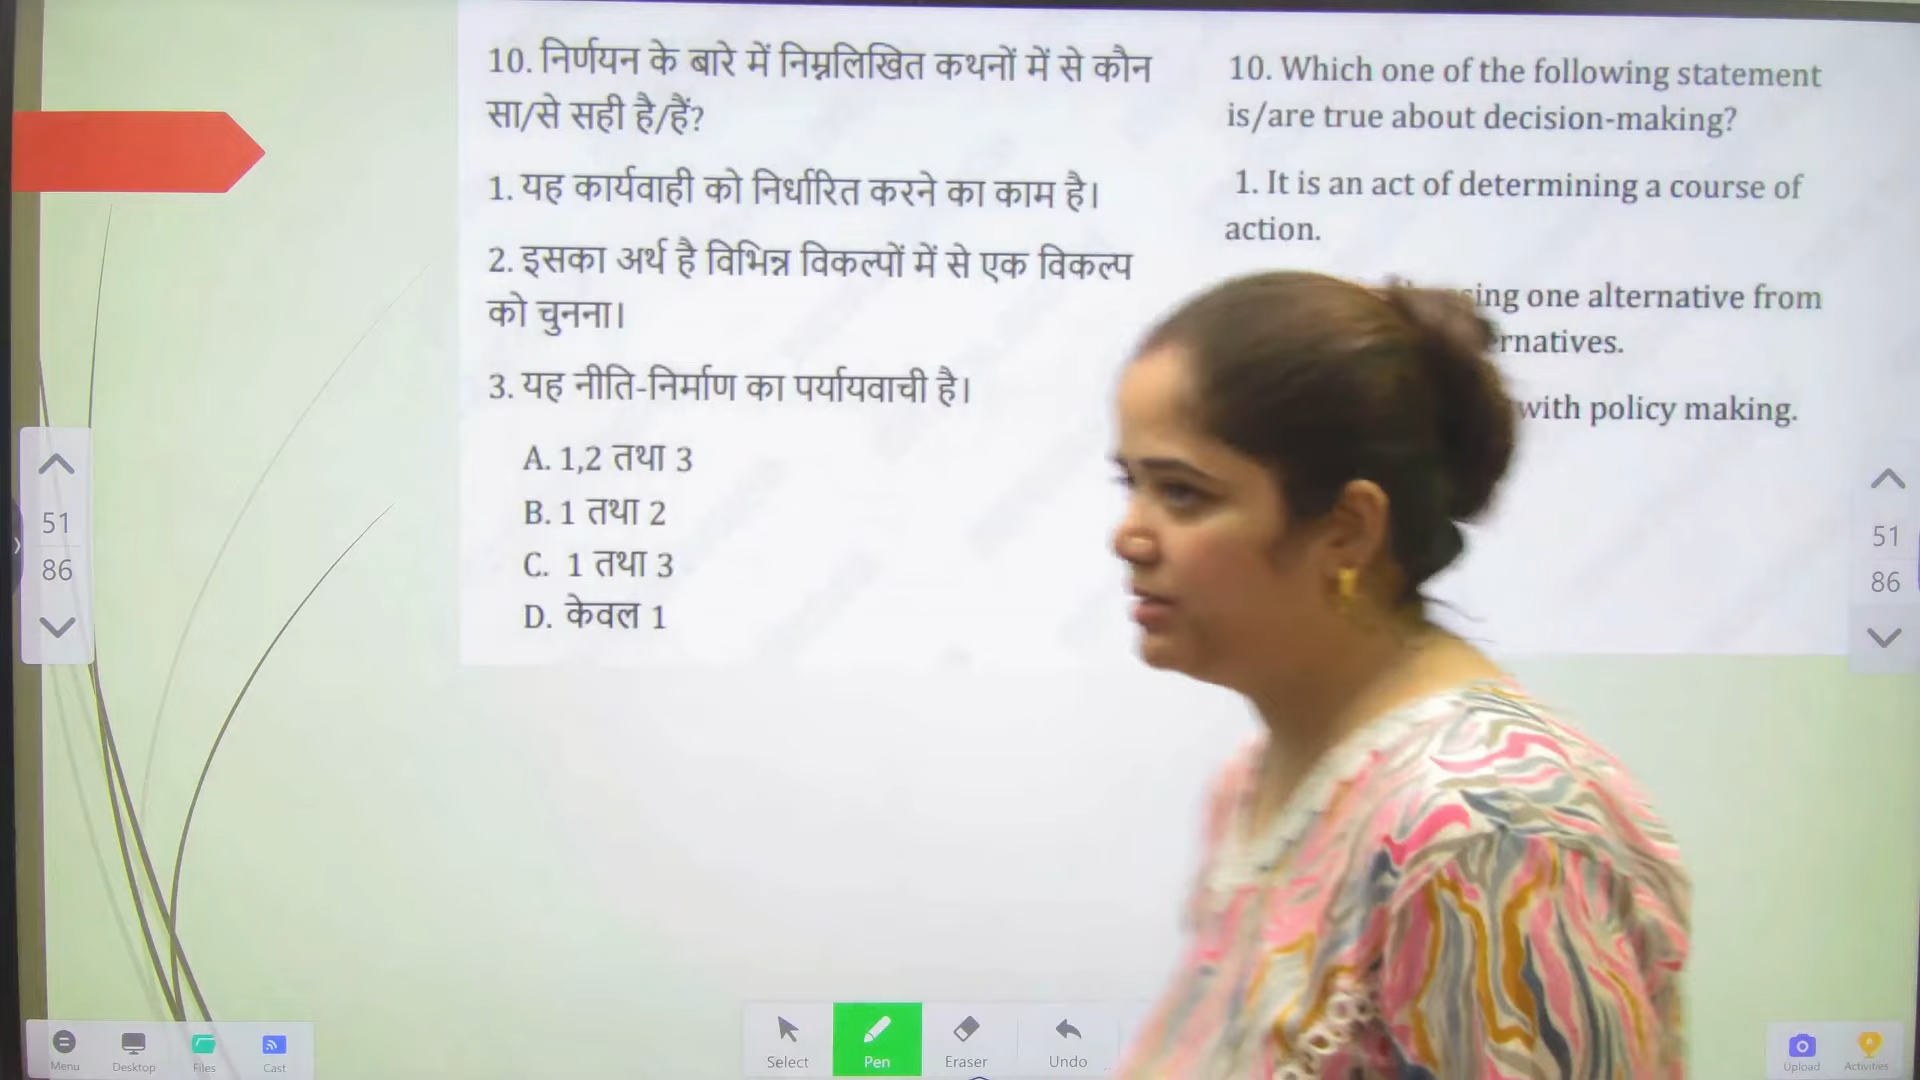 10. निर्णयन के बारे में निम्नलिखित कथनों में से कौन
सा/से सही है/हैं?
1. यह कार्यवाही को निर्धारित करने का काम है।
2. इसका अर्थ है विभिन्न विकल्पों में से एक विकल्प
को चुनना।
3. यह नीति-निर्माण का पर्यायवाची है।
A. 1,2 तथा 3
B. 1 तथा 2
C. 1 तथा 3
D. केवल 1
10. Which one of the following statement
is/are true about decision-making?
1. It is an act of determining a course of
action.
one alternative from
with policy making.
51
86
51
86
Menu
Desktop
Files
Cast
Select
Pen
Eraser
Undo
Upload
Activities